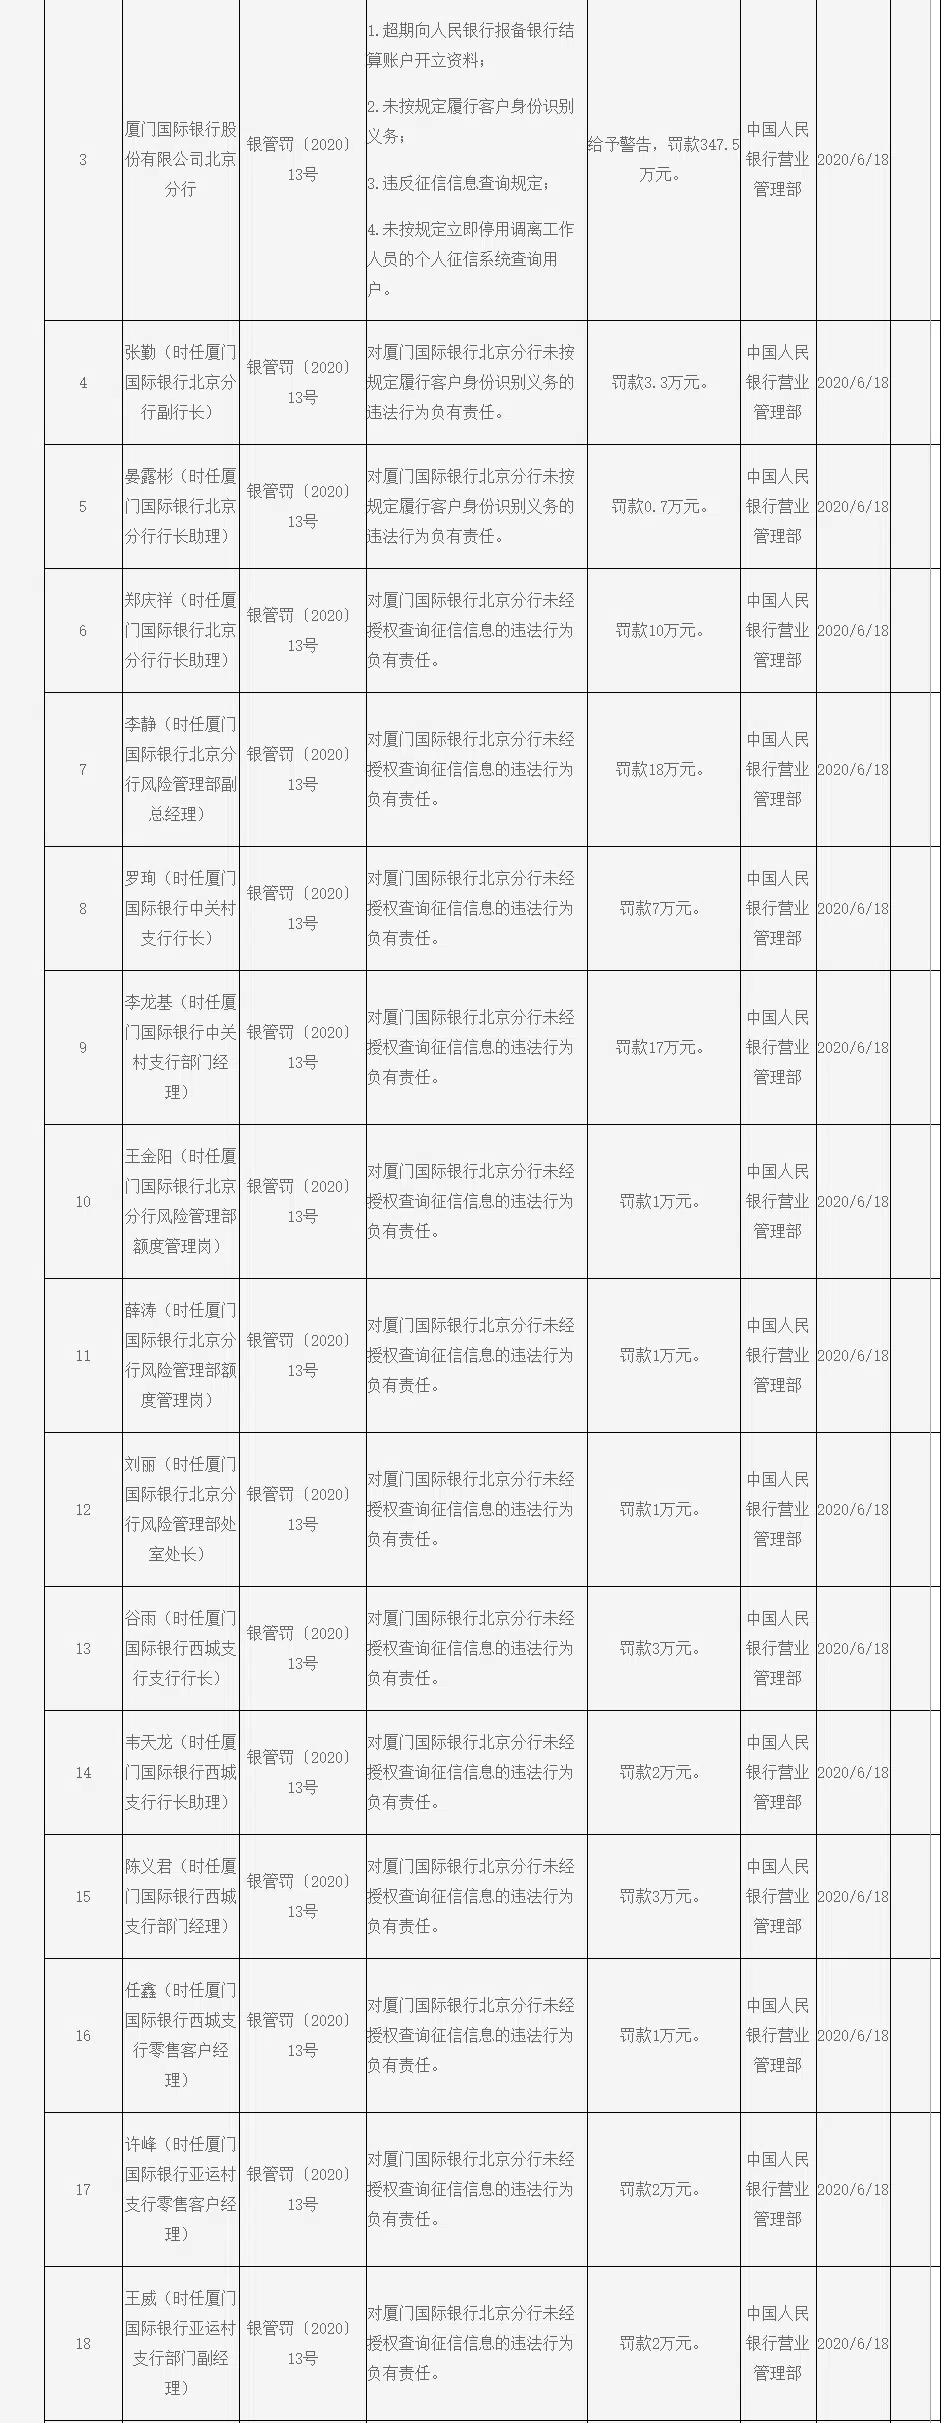 3
厦门国际银行股
份有限公司北京
分行
银管罚〔2020〕
13号
1.超期向人民银行报备银行结
算账户开立资料；
2.未按规定履行客户身份识别
义务；
3.违反征信信息查询规定；
4.未按规定立即停用调离工作
人员的个人征信系统查询用
户。
给予警告，罚款347.5
万元。
中国人民
银行营业
管理部
2020/6/18
4
张勤（时任厦门
国际银行北京分
行副行长）
银管罚〔2020〕
13号
对厦门国际银行北京分行未按
规定履行客户身份识别义务的
违法行为负有责任。
罚款3.3万元。
中国人民
银行营业
管理部
2020/6/18
5
晏露彬（时任厦
门国际银行北京
分行行长助理）
银管罚〔2020〕
13号
对厦门国际银行北京分行未按
规定履行客户身份识别义务的
违法行为负有责任。
罚款0.7万元。
中国人民
银行营业
管理部
2020/6/18
6
郑庆祥（时任厦
门国际银行北京
分行行长助理）
银管罚〔2020〕
13号
对厦门国际银行北京分行未经
授权查询征信信息的违法行为
负有责任。
罚款10万元。
中国人民
银行营业
管理部
2020/6/18
7
李静（时任厦门
国际银行北京分
行风险管理部副
总经理）
银管罚〔2020〕
13号
对厦门国际银行北京分行未经
授权查询征信信息的违法行为
负有责任。
罚款18万元。
中国人民
银行营业
管理部
2020/6/18
8
罗珣（时任厦门
国际银行中关村
支行行长）
银管罚〔2020〕
13号
对厦门国际银行北京分行未经
授权查询征信信息的违法行为
负有责任。
罚款7万元。
中国人民
银行营业
管理部
2020/6/18
9
李龙基（时任厦
门国际银行中关
村支行部门经
理）
银管罚〔2020〕
13号
对厦门国际银行北京分行未经
授权查询征信信息的违法行为
负有责任。
罚款17万元。
中国人民
银行营业
管理部
2020/6/18
10
王金阳（时任厦
门国际银行北京
分行风险管理部
额度管理岗）
银管罚〔2020〕
13号
对厦门国际银行北京分行未经
授权查询征信信息的违法行为
负有责任。
罚款1万元。
中国人民
银行营业
管理部
2020/6/18
11
薛涛（时任厦门
国际银行北京分
行风险管理部额
度管理岗）
银管罚〔2020〕
13号
对厦门国际银行北京分行未经
授权查询征信信息的违法行为
负有责任。
罚款1万元。
中国人民
银行营业
管理部
2020/6/18
12
刘丽（时任厦门
国际银行北京分
行风险管理部处
室处长）
银管罚〔2020〕
13号
对厦门国际银行北京分行未经
授权查询征信信息的违法行为
负有责任。
罚款1万元。
中国人民
银行营业
管理部
2020/6/18
13
谷雨（时任厦门
国际银行西城支
行支行行长）
银管罚〔2020〕
13号
对厦门国际银行北京分行未经
授权查询征信信息的违法行为
负有责任。
罚款3万元。
中国人民
银行营业
管理部
2020/6/18
14
韦天龙（时任厦
门国际银行西城
支行行长助理）
银管罚〔2020〕
13号
对厦门国际银行北京分行未经
授权查询征信信息的违法行为
负有责任。
罚款2万元。
中国人民
银行营业
管理部
2020/6/18
15
陈义君（时任厦
门国际银行西城
支行部门经理）
银管罚〔2020〕
13号
对厦门国际银行北京分行未经
授权查询征信信息的违法行为
负有责任。
罚款3万元。
中国人民
银行营业
管理部
2020/6/18
16
任鑫（时任厦门
国际银行西城支
行零售客户经
理）
银管罚〔2020〕
13号
对厦门国际银行北京分行未经
授权查询征信信息的违法行为
负有责任。
罚款1万元。
中国人民
银行营业
管理部
2020/6/18
17
许峰（时任厦门
国际银行亚运村
支行零售客户经
理）
银管罚〔2020〕
13号
对厦门国际银行北京分行未经
授权查询征信信息的违法行为
负有责任。
罚款2万元。
中国人民
银行营业
管理部
2020/6/18
18
王威（时任厦门
国际银行亚运村
支行部门副经
理）
银管罚〔2020〕
13号
对厦门国际银行北京分行未经
授权查询征信信息的违法行为
负有责任。
罚款2万元。
中国人民
银行营业
管理部
2020/6/18